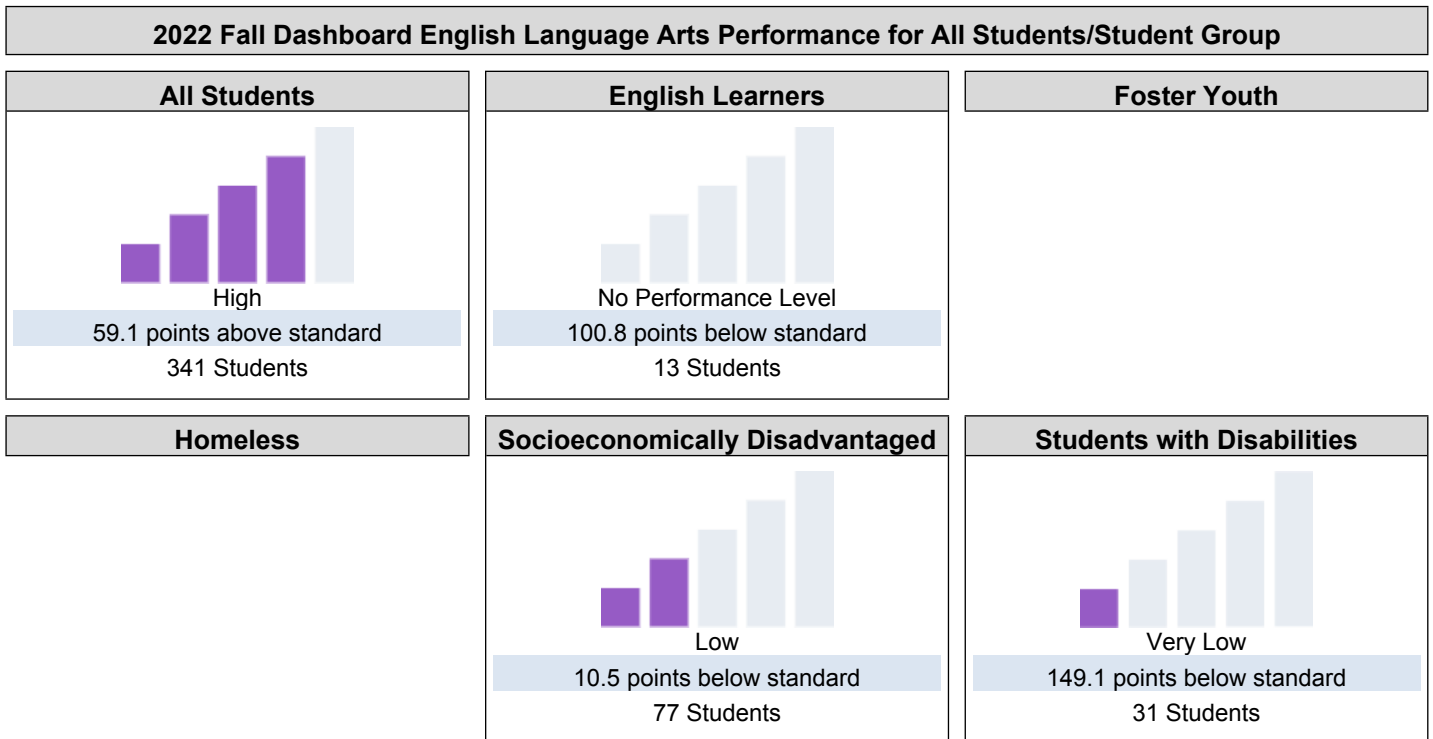 2022 Fall Dashboard English Language Arts Performance for All Students/Student Group
All Students
High
59.1 points above standard
341 Students
English Learners
No Performance Level
100.8 points below standard
13 Students
Foster Youth
Homeless
Socioeconomically Disadvantaged
Low
10.5 points below standard
77 Students
Students with Disabilities
Very Low
149.1 points below standard
31 Students